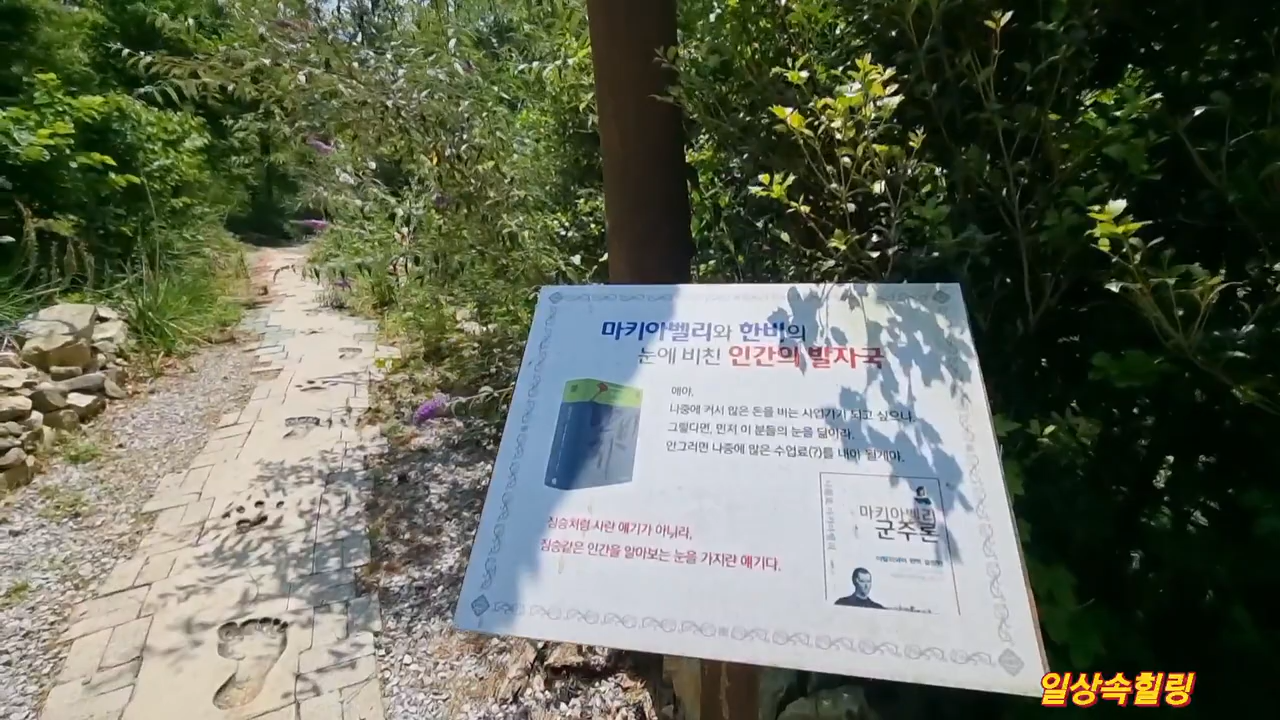 마키아벨리와 한비의
눈에 비친 인간의 발자국
얘야,
나중에 커서 많은 돈을 버는 사업가가 되고 싶으냐.
그렇다면, 먼저 이 분들의 눈을 닮아라.
안그러면 나중에 많은 수업료(?)를 내야 될게야.
짐승처럼 사란 얘기가 아니라,
짐승같은 인간을 알아보는 눈을 가지란 얘기다.
마키아벨리
군주론
일상속힐링